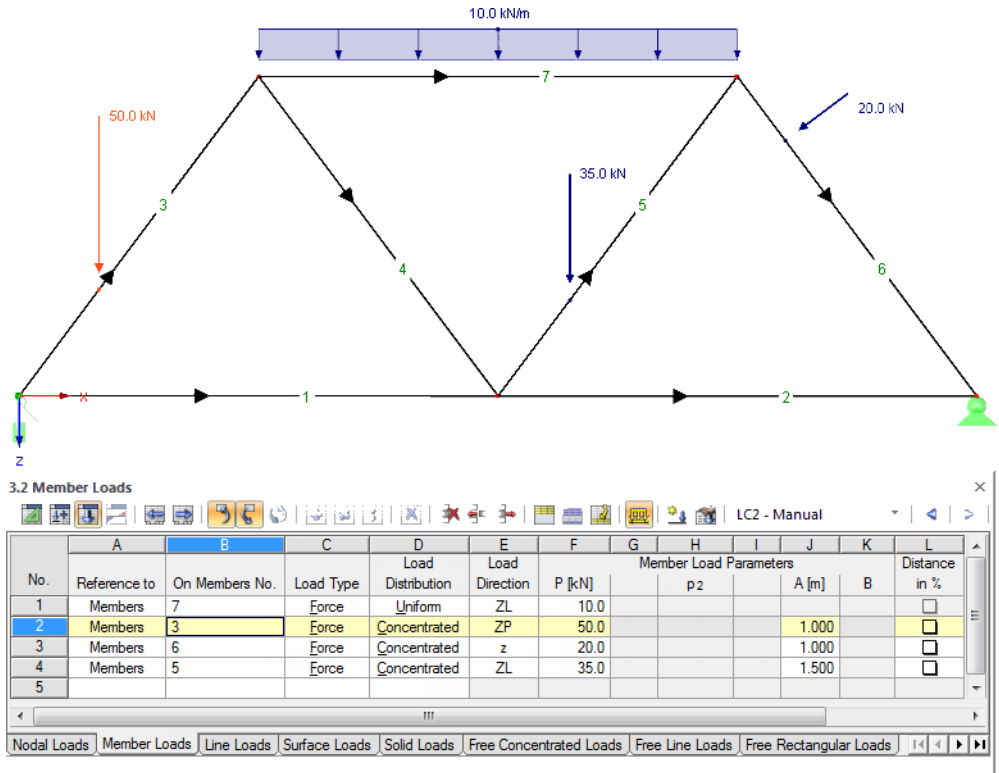 10.0 kN/m
7
50.0 kN
20.0 kN
35.0 kN
3
5
4
6
X
1
2
Z
3.2 Member Loads
LC2 - Manual
A B C D E F G H I J K L
Load Load Member Load Parameters Distance
No. Reference to On Members No. Load Type Distribution Direction P [kN] p2 A [m] B in %
1 Members 7 Force Uniform ZL 10.0
2 Members 3 Force Concentrated ZP 50.0 1.000
3 Members 6 Force Concentrated z 20.0 1.000
4 Members 5 Force Concentrated ZL 35.0 1.500
5
Nodal Loads Member Loads Line Loads Surface Loads Solid Loads Free Concentrated Loads Free Line Loads Free Rectangular Loads